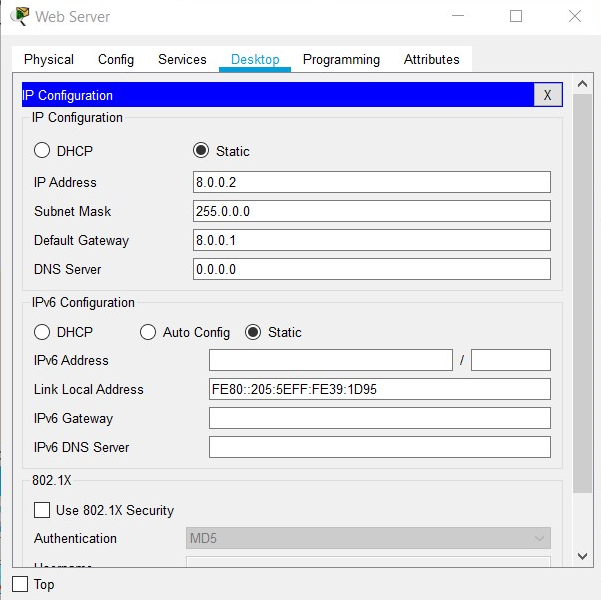 Web Server
Physical Config Services Desktop Programming Attributes
IP Configuration X
IP Configuration
DHCP Static
IP Address 8.0.0.2
Subnet Mask 255.0.0.0
Default Gateway 8.0.0.1
DNS Server 0.0.0.0
IPv6 Configuration
DHCP Auto Config Static
IPv6 Address /
Link Local Address FE80::205:5EFF:FE39:1D95
IPv6 Gateway
IPv6 DNS Server
802.1X
Use 802.1X Security
Authentication MD5
Top